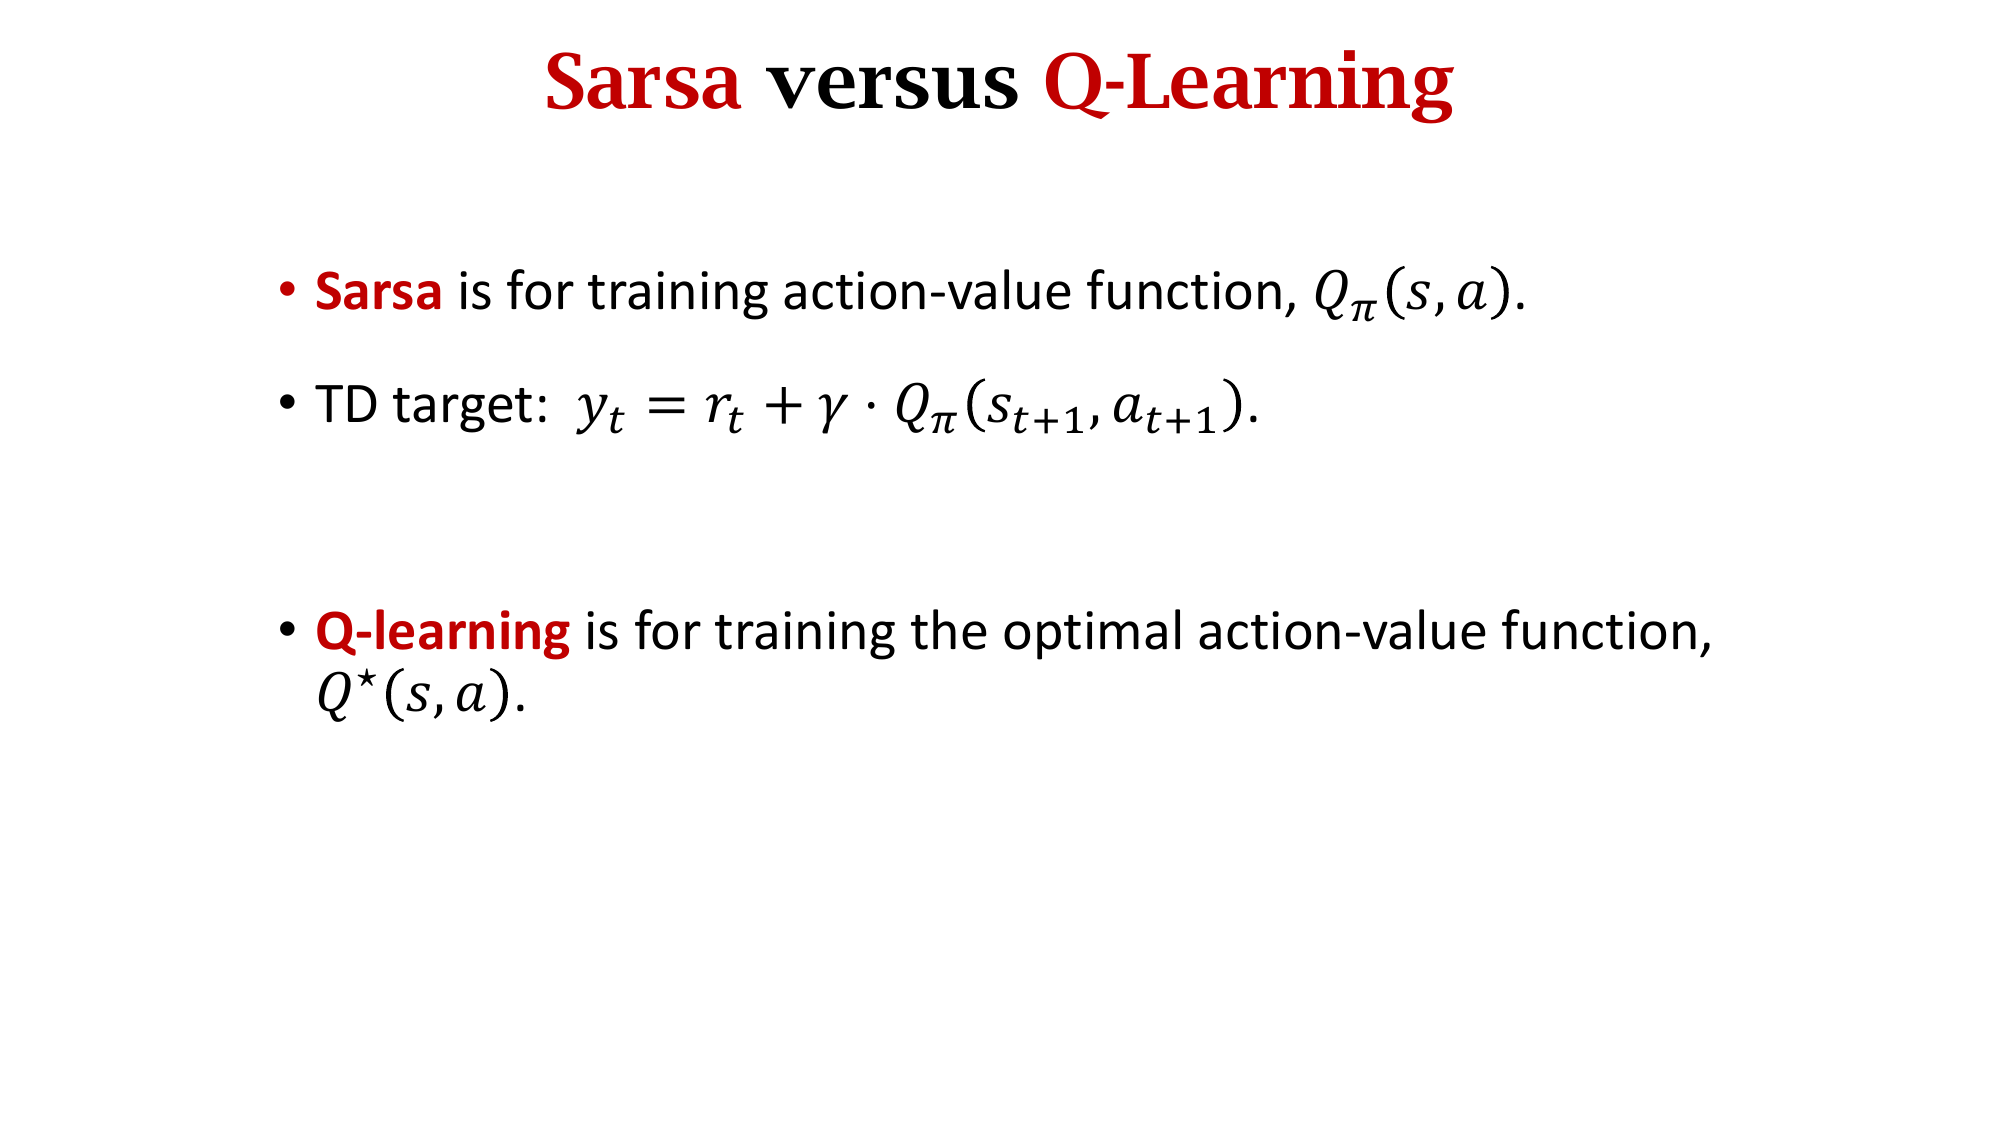 Sarsa versus Q-Learning
• Sarsa is for training action-value function, $Q_\pi(s, a)$.
• TD target: $y_t = r_t + \gamma \cdot Q_\pi(s_{t+1}, a_{t+1})$.
• Q-learning is for training the optimal action-value function,
$Q^\star(s, a)$.